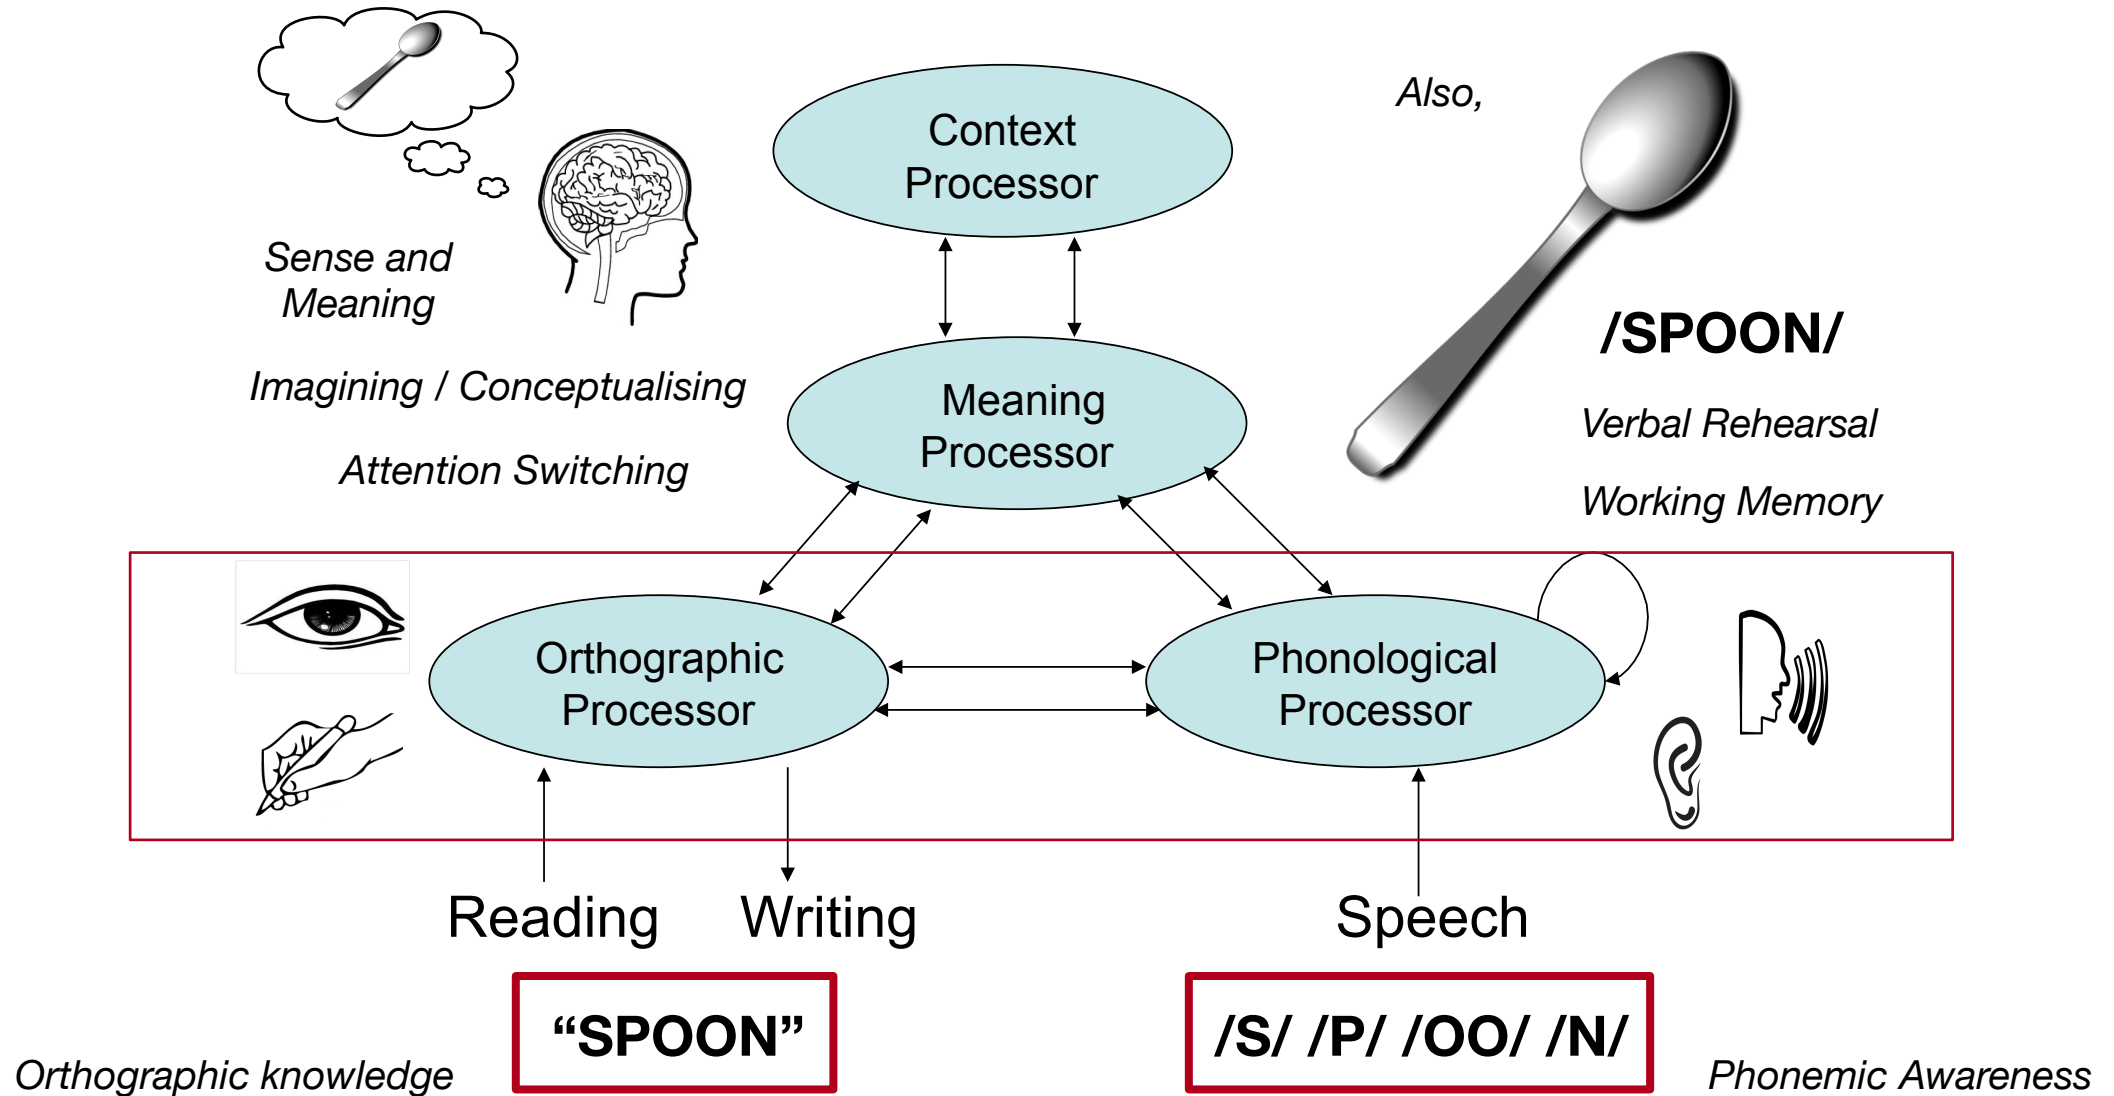 Context
Processor
Also,
Sense and
Meaning
/SPOON/
Imagining / Conceptualising
Meaning
Processor
Verbal Rehearsal
Attention Switching
Working Memory
Orthographic
Processor
Phonological
Processor
Reading
Writing
Speech
“SPOON”
/S/ /P/ /OO/ /N/
Orthographic knowledge
Phonemic Awareness